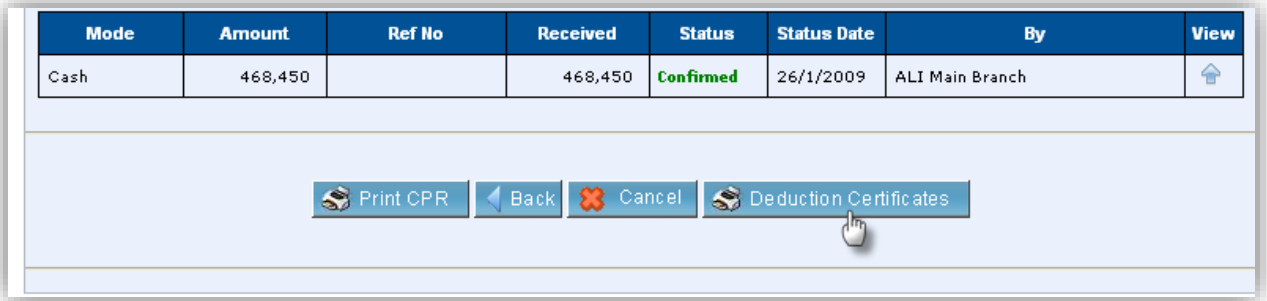 Mode Amount Ref No Received Status Status Date By View
Cash 468,450 468,450 Confirmed 26/1/2009 ALI Main Branch
Print CPR Back Cancel Deduction Certificates